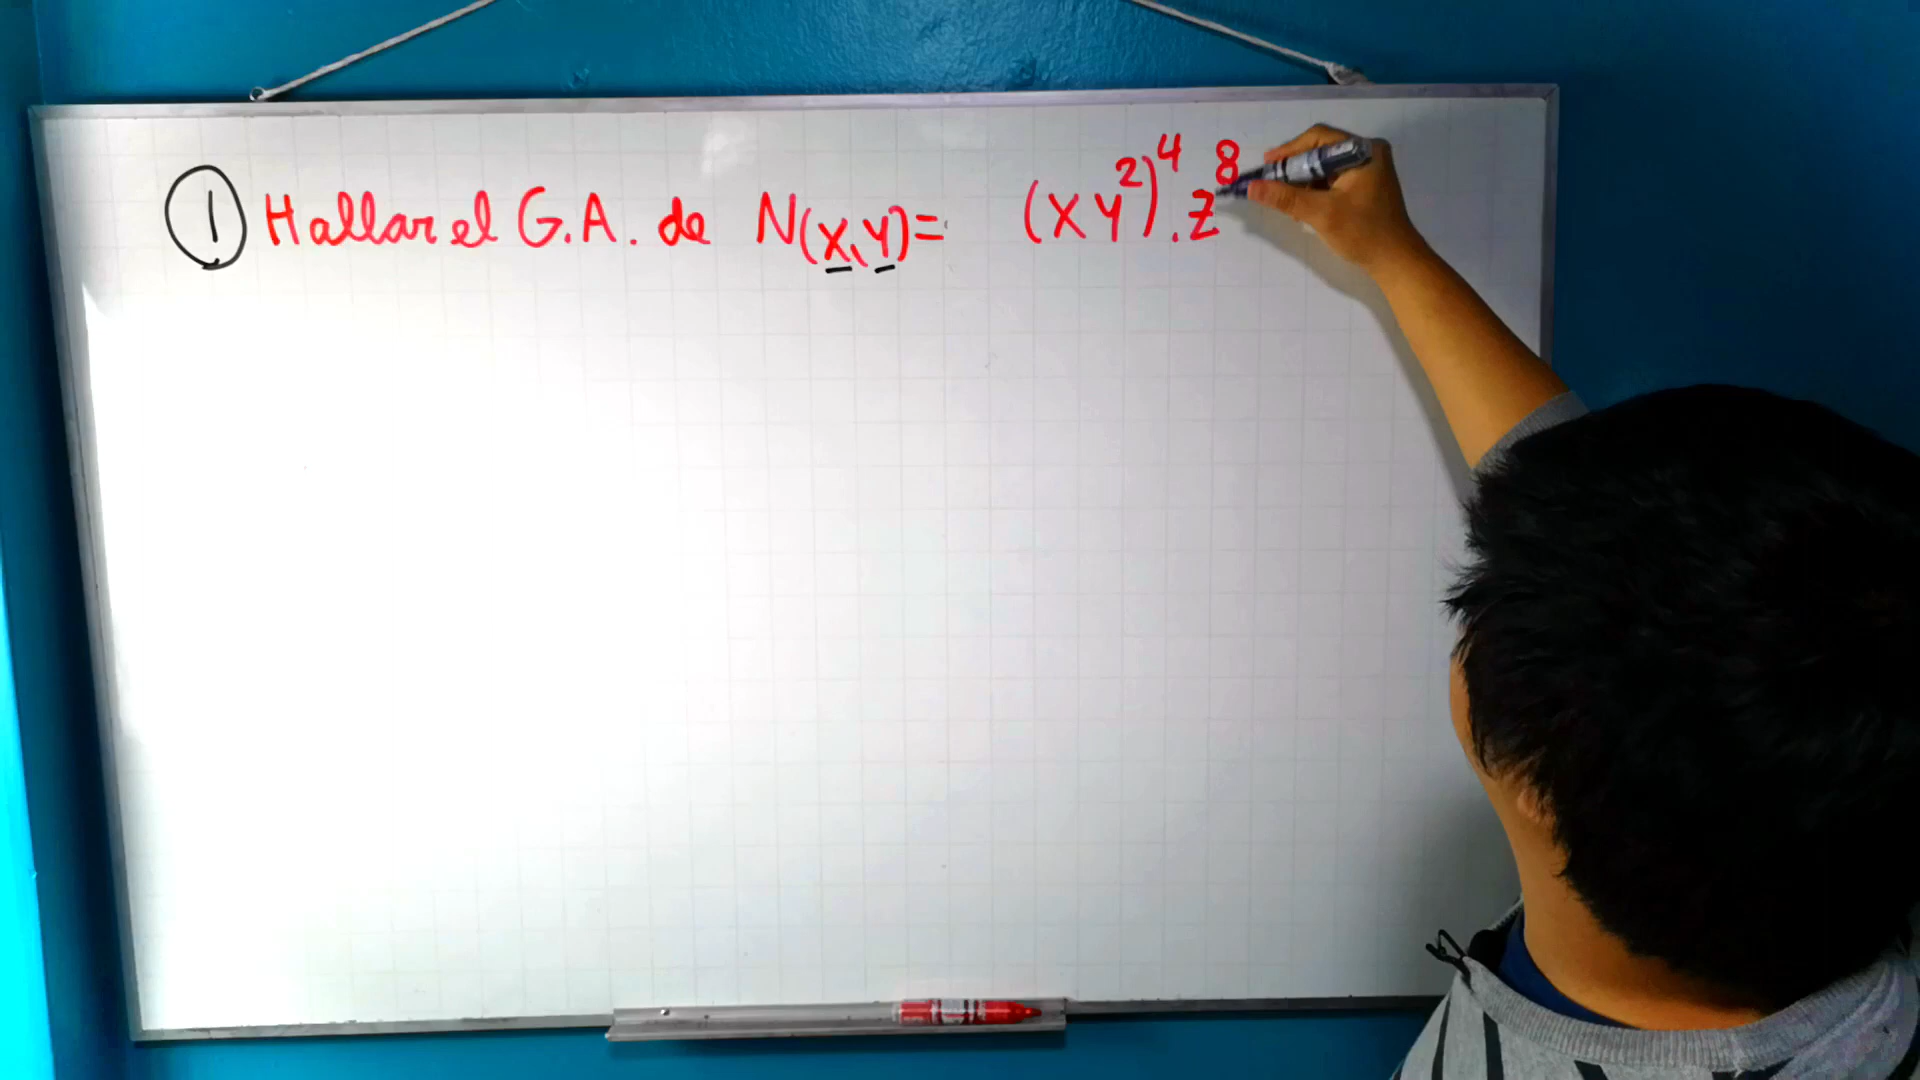 ① Hallar el G.A. de N(x,y)= (xy²)⁴.z⁸